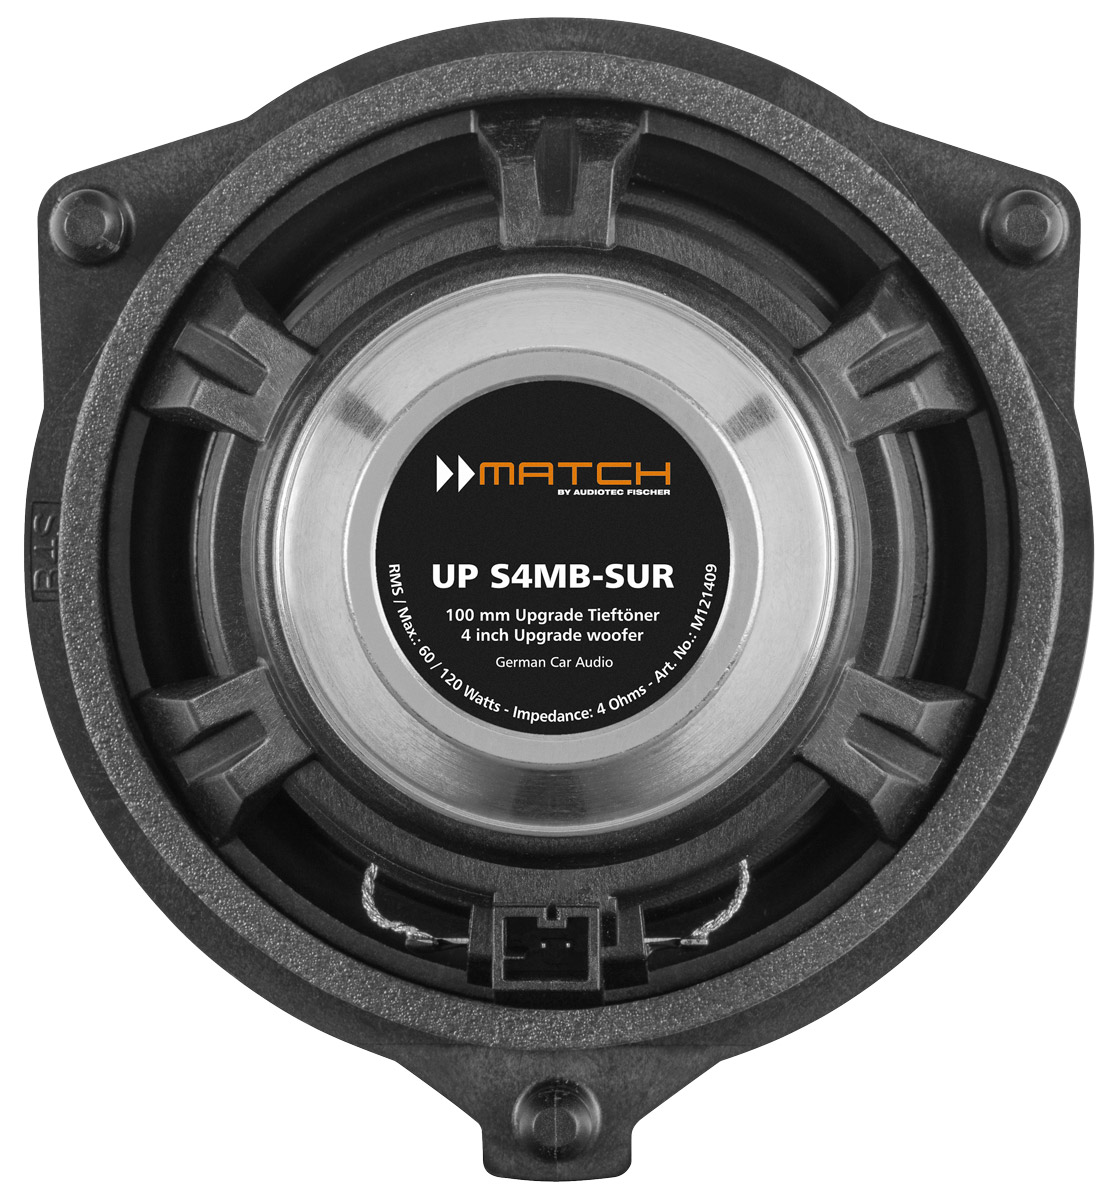 MATCH
BY AUDIOTEC FISCHER
UP S4MB-SUR
100 mm Upgrade Tieftöner
4 inch Upgrade woofer
German Car Audio
RMS / Max.: 60 / 120 Watts - Impedance: 4 Ohms - Art. No.: M121409